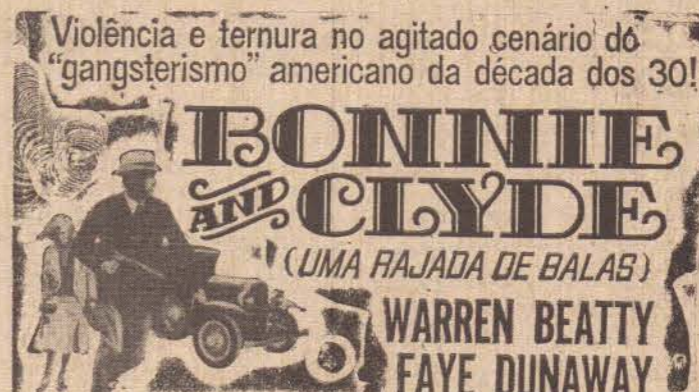 Violência e ternura no agitado cenário do
"gangsterismo" americano da década dos 30!
BONNIE
AND CLYDE
(UMA RAJADA DE BALAS)
WARREN BEATTY
FAYE DUNAWAY